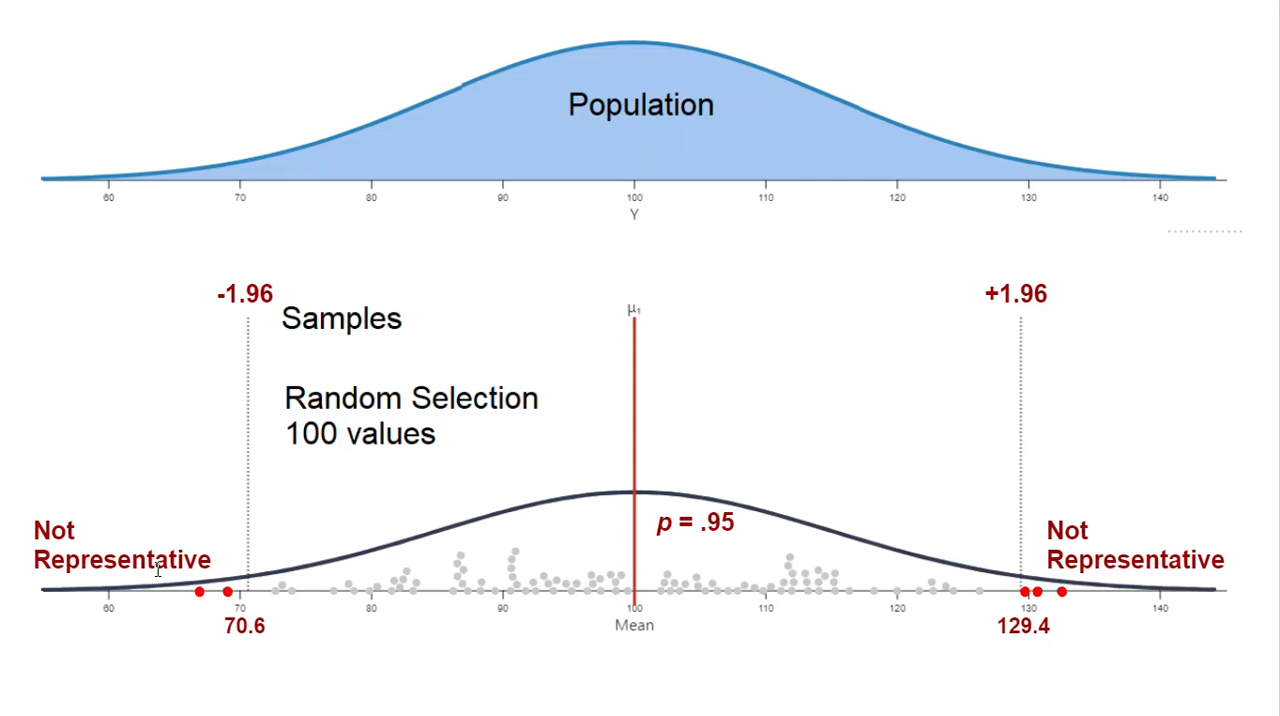 Population
60 70 80 90 100 110 120 130 140
Y
-1.96
+1.96
Samples
μ₁
Random Selection
100 values
p = .95
Not
Representative
Not
Representative
60 70 80 90 100 110 120 130 140
70.6
Mean
129.4